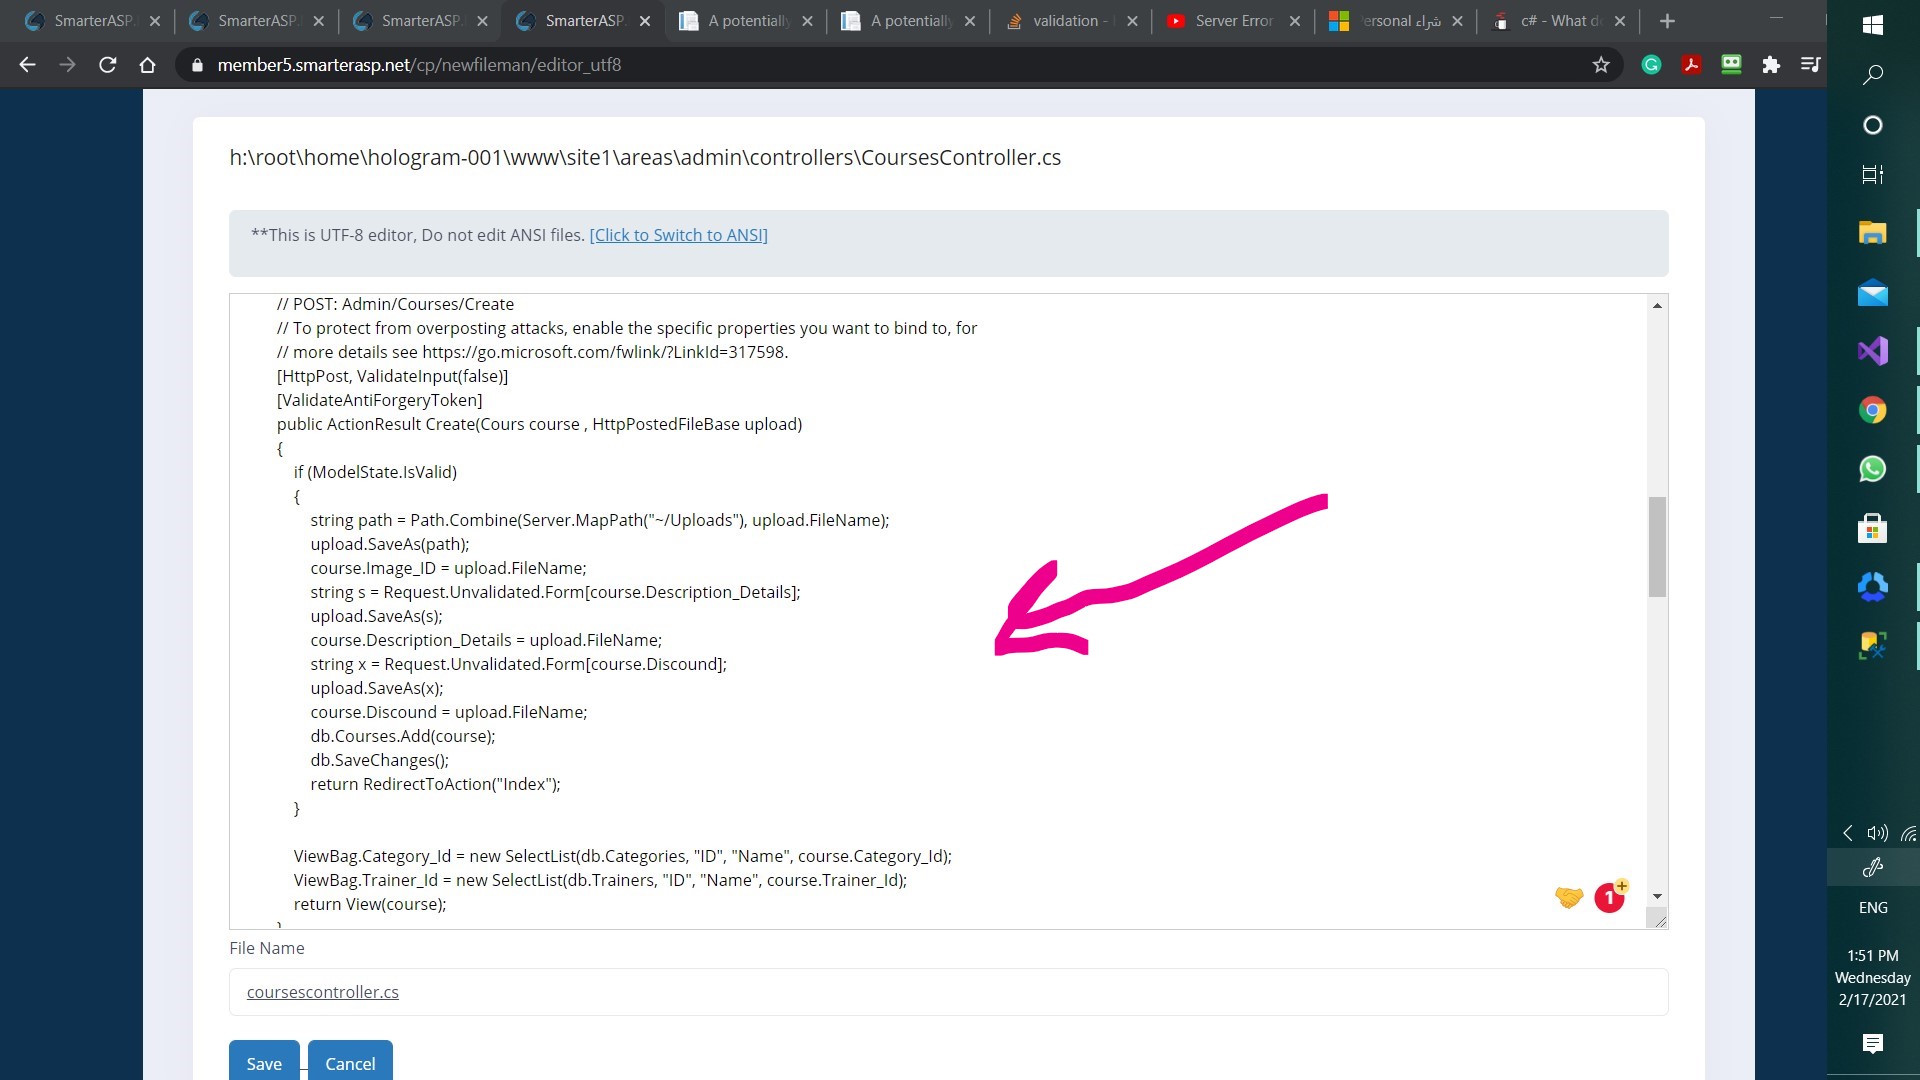 SmarterASP.
SmarterASP.
SmarterASP.
SmarterASP.
A potentially
A potentially
validation -
Server Error
ersonal شراء
c# - What d
member5.smarterasp.net/cp/newfileman/editor_utf8
h:\root\home\hologram-001\www\site1\areas\admin\controllers\CoursesController.cs
**This is UTF-8 editor, Do not edit ANSI files. [Click to Switch to ANSI]
// POST: Admin/Courses/Create
// To protect from overposting attacks, enable the specific properties you want to bind to, for
// more details see https://go.microsoft.com/fwlink/?LinkId=317598.
[HttpPost, ValidateInput(false)]
[ValidateAntiForgeryToken]
public ActionResult Create(Cours course , HttpPostedFileBase upload)
{
if (ModelState.IsValid)
{
string path = Path.Combine(Server.MapPath("~/Uploads"), upload.FileName);
upload.SaveAs(path);
course.Image_ID = upload.FileName;
string s = Request.Unvalidated.Form[course.Description_Details];
upload.SaveAs(s);
course.Description_Details = upload.FileName;
string x = Request.Unvalidated.Form[course.Discound];
upload.SaveAs(x);
course.Discound = upload.FileName;
db.Courses.Add(course);
db.SaveChanges();
return RedirectToAction("Index");
}
ViewBag.Category_Id = new SelectList(db.Categories, "ID", "Name", course.Category_Id);
ViewBag.Trainer_Id = new SelectList(db.Trainers, "ID", "Name", course.Trainer_Id);
return View(course);
}
1
File Name
coursescontroller.cs
Save
Cancel
ENG
1:51 PM
Wednesday
2/17/2021